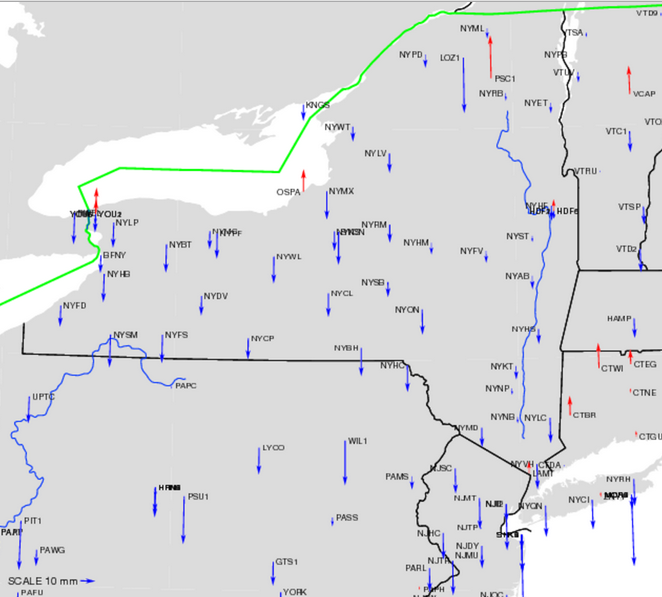 VTD9
NYML
VTSA
NYPD
LOZ1
NYPB
VTUV
PSC1
NYRB
VCAP
KNGS
NYET
NYWT
VTC1
NYLV
VTRU
OSPA
NYMX
VTSP
NYLP
NYRM
HDF6
NYBT
NYHM
NYST
BFNY
NYWL
NYFV
VTD2
NYHB
NYAB
NYDV
NYCL
NYSB
NYFD
NYON
HAMP
NYSM
NYFS
NYCP
NYHS
NYBH
NYHC
NYKT
CTWI
CTEG
PAPC
NYNP
CTNE
UPTC
CTBR
NYNB
NYLC
NYMD
CTGU
LYCO
WIL1
NJSC
NYVH
CTDA
LAMT
PAMS
NYRH
PSU1
NJMT
NYQN
NYCI
PIT1
PASS
NJTP
NJHC
PAWG
NJDY
NJMU
GTS1
PARL
NJTR
SCALE 10 mm
PAFU
YORK
NJOC